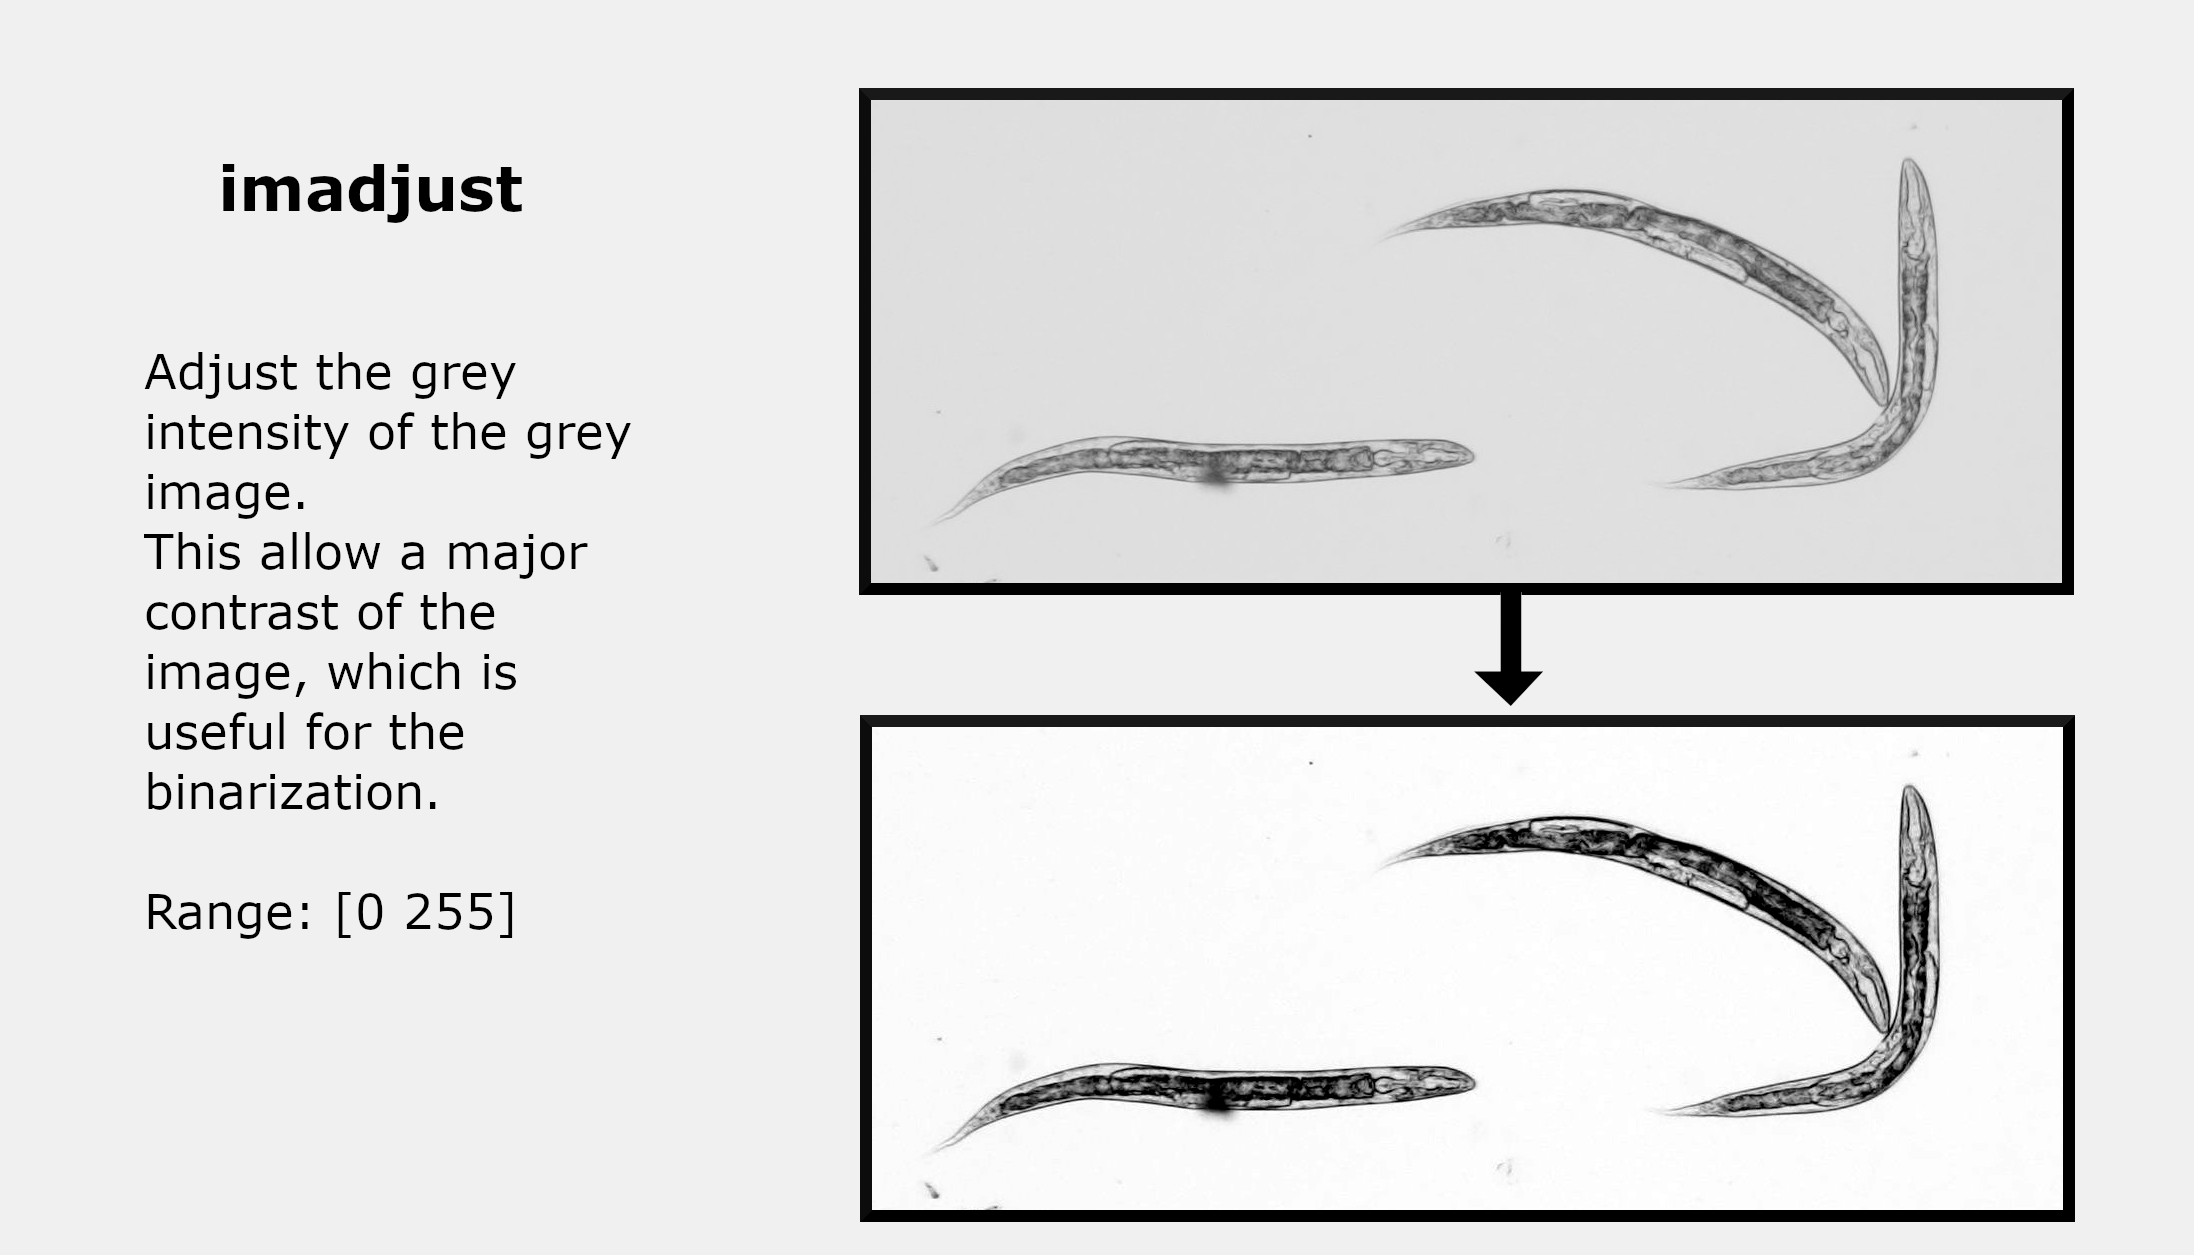 imadjust
Adjust the grey
intensity of the grey
image.
This allow a major
contrast of the
image, which is
useful for the
binarization.
Range: [0 255]